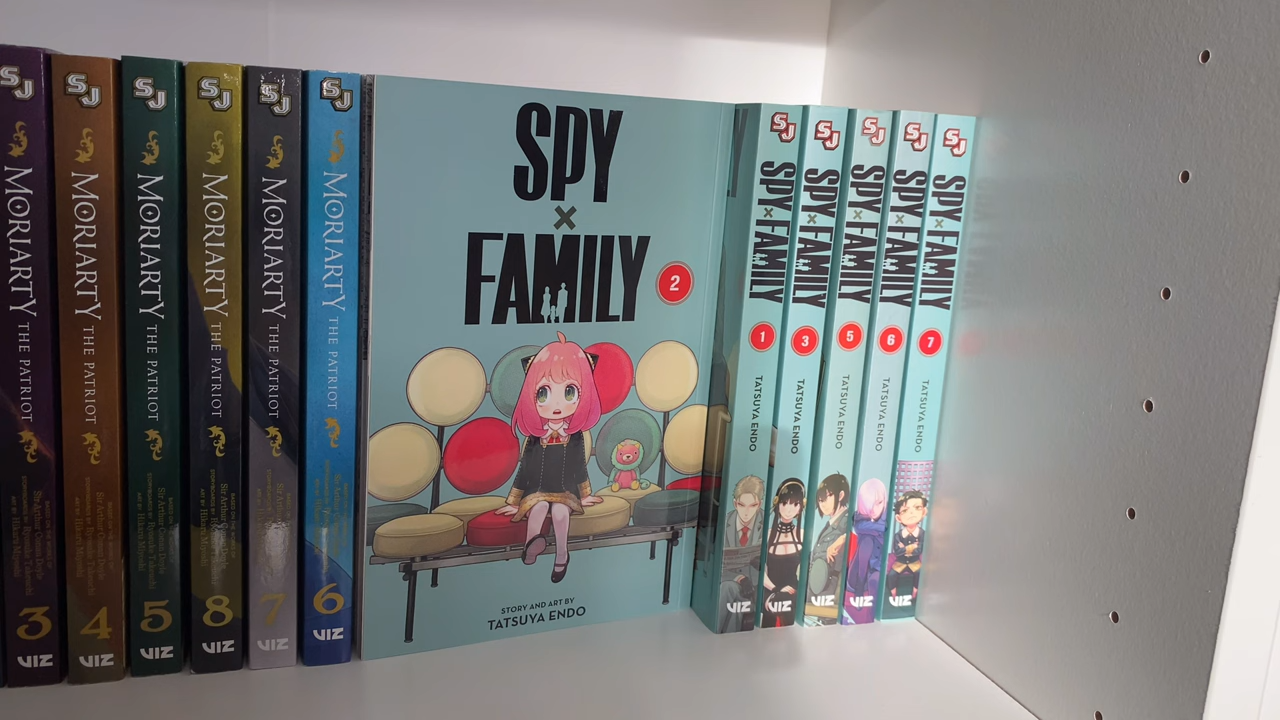 SJ
MORIARTY THE PATRIOT
3
VIZ
SJ
MORIARTY THE PATRIOT
4
VIZ
SJ
MORIARTY THE PATRIOT
Sir Arthur Conan Doyle
5
VIZ
SJ
MORIARTY THE PATRIOT
8
VIZ
SJ
MORIARTY THE PATRIOT
7
VIZ
SJ
MORIARTY THE PATRIOT
6
VIZ
SPY
×
FAMILY
2
STORY AND ART BY
TATSUYA ENDO
SJ
SPY×FAMILY
1
TATSUYA ENDO
VIZ
SJ
SPY×FAMILY
3
TATSUYA ENDO
VIZ
SJ
SPY×FAMILY
5
TATSUYA ENDO
VIZ
SJ
SPY×FAMILY
6
TATSUYA ENDO
VIZ
SJ
SPY×FAMILY
7
TATSUYA ENDO
VIZ